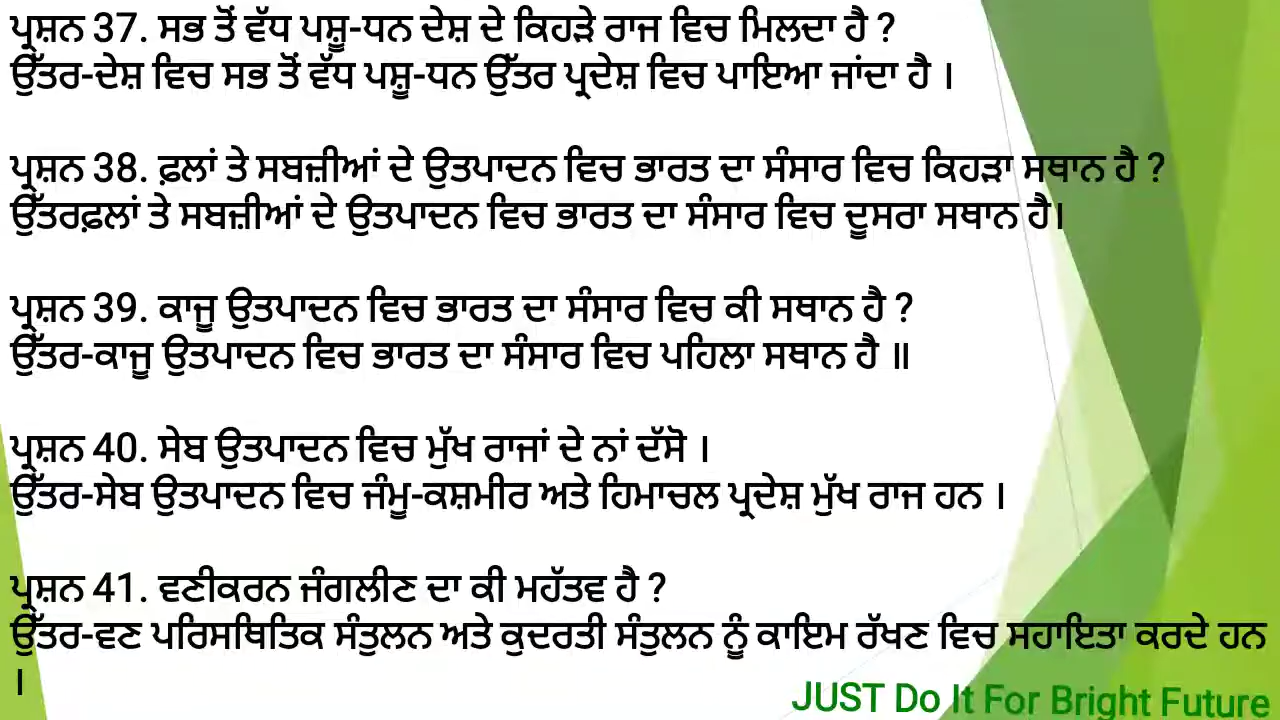 ਪ੍ਰਸ਼ਨ 37. ਸਭ ਤੋਂ ਵੱਧ ਪਸ਼ੂ-ਧਨ ਦੇਸ਼ ਦੇ ਕਿਹੜੇ ਰਾਜ ਵਿਚ ਮਿਲਦਾ ਹੈ ?
ਉੱਤਰ-ਦੇਸ਼ ਵਿਚ ਸਭ ਤੋਂ ਵੱਧ ਪਸ਼ੂ-ਧਨ ਉੱਤਰ ਪ੍ਰਦੇਸ਼ ਵਿਚ ਪਾਇਆ ਜਾਂਦਾ ਹੈ ।
ਪ੍ਰਸ਼ਨ 38. ਫ਼ਲਾਂ ਤੇ ਸਬਜ਼ੀਆਂ ਦੇ ਉਤਪਾਦਨ ਵਿਚ ਭਾਰਤ ਦਾ ਸੰਸਾਰ ਵਿਚ ਕਿਹੜਾ ਸਥਾਨ ਹੈ ?
ਉੱਤਰਫ਼ਲਾਂ ਤੇ ਸਬਜ਼ੀਆਂ ਦੇ ਉਤਪਾਦਨ ਵਿਚ ਭਾਰਤ ਦਾ ਸੰਸਾਰ ਵਿਚ ਦੂਸਰਾ ਸਥਾਨ ਹੈ।
ਪ੍ਰਸ਼ਨ 39. ਕਾਜੂ ਉਤਪਾਦਨ ਵਿਚ ਭਾਰਤ ਦਾ ਸੰਸਾਰ ਵਿਚ ਕੀ ਸਥਾਨ ਹੈ ?
ਉੱਤਰ-ਕਾਜੂ ਉਤਪਾਦਨ ਵਿਚ ਭਾਰਤ ਦਾ ਸੰਸਾਰ ਵਿਚ ਪਹਿਲਾ ਸਥਾਨ ਹੈ ॥
ਪ੍ਰਸ਼ਨ 40. ਸੇਬ ਉਤਪਾਦਨ ਵਿਚ ਮੁੱਖ ਰਾਜਾਂ ਦੇ ਨਾਂ ਦੱਸੋ ।
ਉੱਤਰ-ਸੇਬ ਉਤਪਾਦਨ ਵਿਚ ਜੰਮੂ-ਕਸ਼ਮੀਰ ਅਤੇ ਹਿਮਾਚਲ ਪ੍ਰਦੇਸ਼ ਮੁੱਖ ਰਾਜ ਹਨ ।
ਪ੍ਰਸ਼ਨ 41. ਵਣੀਕਰਨ ਜੰਗਲੀਣ ਦਾ ਕੀ ਮਹੱਤਵ ਹੈ ?
ਉੱਤਰ-ਵਣ ਪਰਿਸਥਿਤਿਕ ਸੰਤੁਲਨ ਅਤੇ ਕੁਦਰਤੀ ਸੰਤੁਲਨ ਨੂੰ ਕਾਇਮ ਰੱਖਣ ਵਿਚ ਸਹਾਇਤਾ ਕਰਦੇ ਹਨ
।
JUST Do It For Bright Future